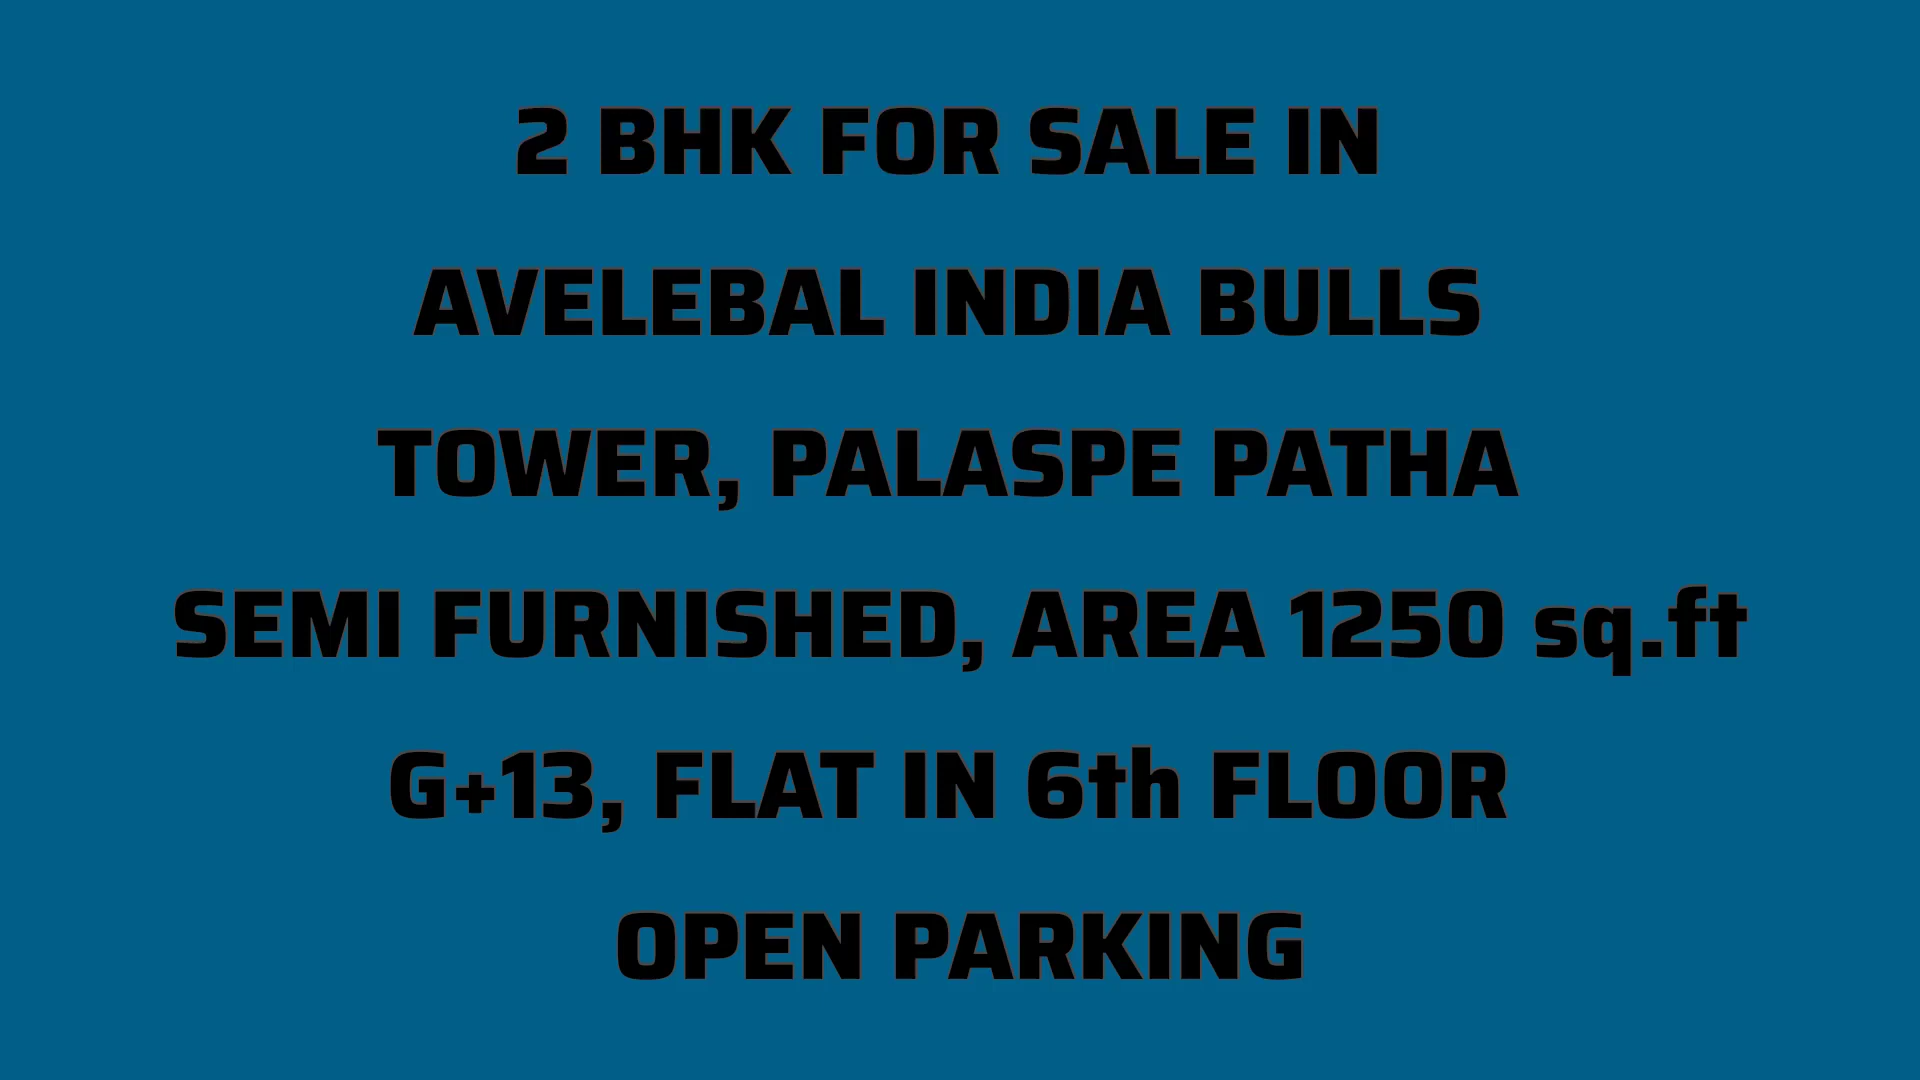 2 BHK FOR SALE IN
AVELEBAL INDIA BULLS
TOWER, PALASPE PATHA
SEMI FURNISHED, AREA 1250 sq.ft
G+13, FLAT IN 6th FLOOR
OPEN PARKING